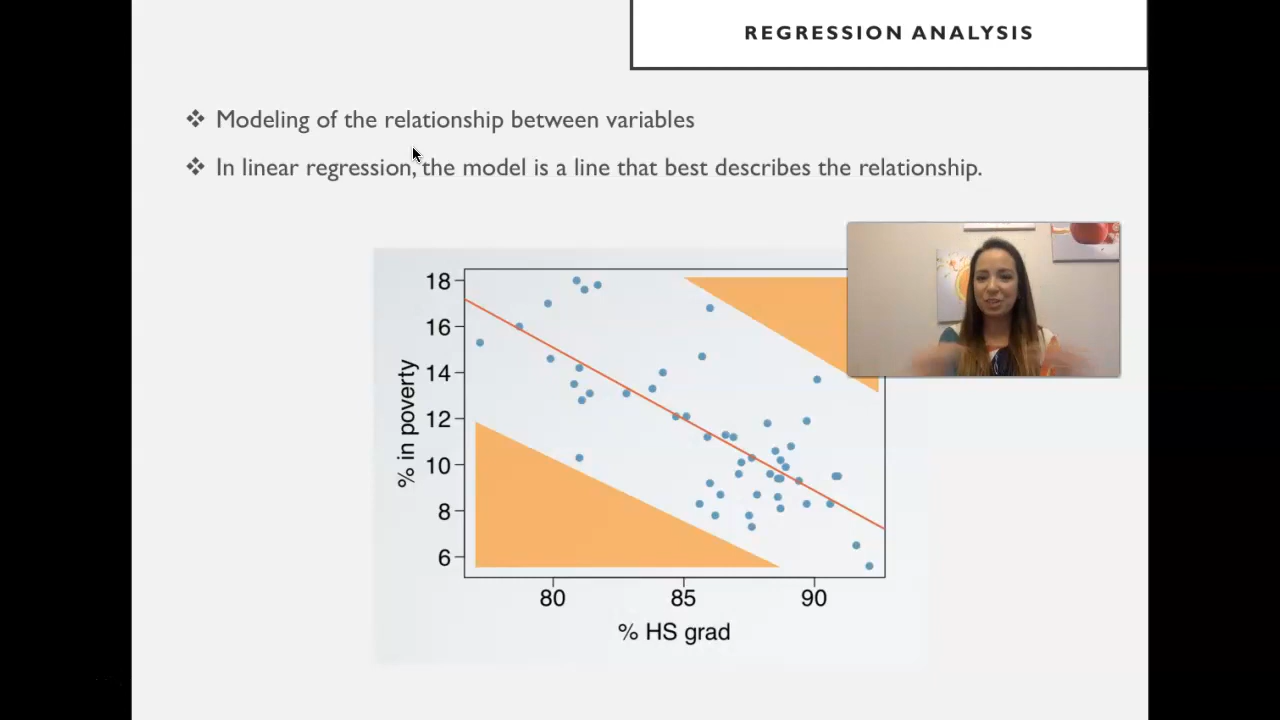 REGRESSION ANALYSIS
❖ Modeling of the relationship between variables
❖ In linear regression, the model is a line that best describes the relationship.
18
16
14
12
10
8
6
% in poverty
80 85 90
% HS grad